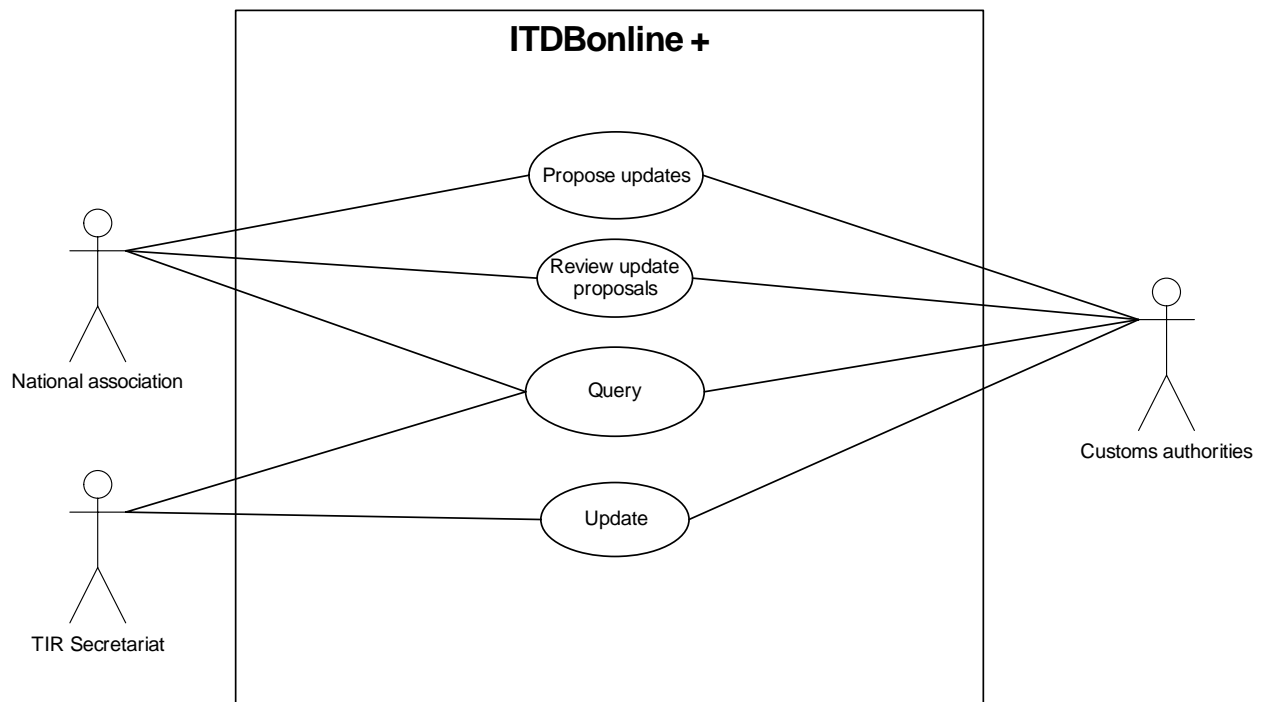 ITDBonline +
Propose updates
Review update
proposals
National association
Query
Customs authorities
Update
TIR Secretariat